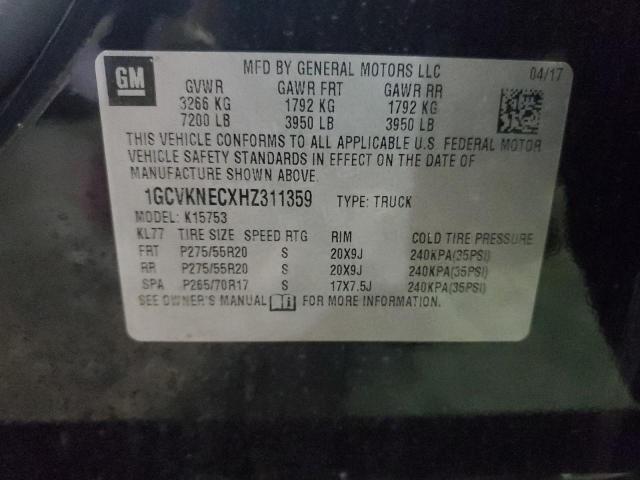 GM
MFD BY GENERAL MOTORS LLC 04/17
GVWR GAWR FRT GAWR RR
3266 KG 1792 KG 1792 KG
7200 LB 3950 LB 3950 LB
THIS VEHICLE CONFORMS TO ALL APPLICABLE U.S. FEDERAL MOTOR
VEHICLE SAFETY STANDARDS IN EFFECT ON THE DATE OF
MANUFACTURE SHOWN ABOVE.
1GCVKNECXHZ311359 TYPE: TRUCK
MODEL: K15753
KL77 TIRE SIZE SPEED RTG RIM COLD TIRE PRESSURE
FRT P275/55R20 S 20X9J 240KPA(35PSI)
RR P275/55R20 S 20X9J 240KPA(35PSI)
SPA P265/70R17 S 17X7.5J 240KPA(35PSI)
SEE OWNER'S MANUAL FOR MORE INFORMATION.